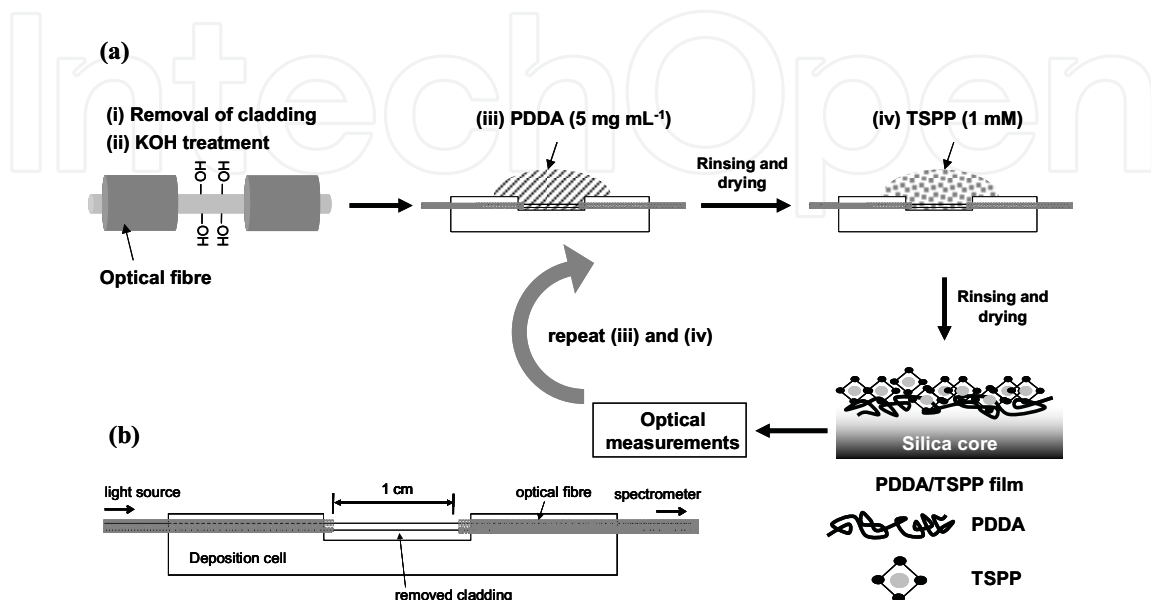 IntechOpen
(a)
(i) Removal of cladding
(ii) KOH treatment
OH
OH
HO
HO
Optical fibre
(iii) PDDA (5 mg mL-1)
Rinsing and
drying
(iv) TSPP (1 mM)
Rinsing and
drying
repeat (iii) and (iv)
Optical
measurements
Silica core
PDDA/TSPP film
PDDA
TSPP
(b)
light source
1 cm
optical fibre
spectrometer
Deposition cell
removed cladding